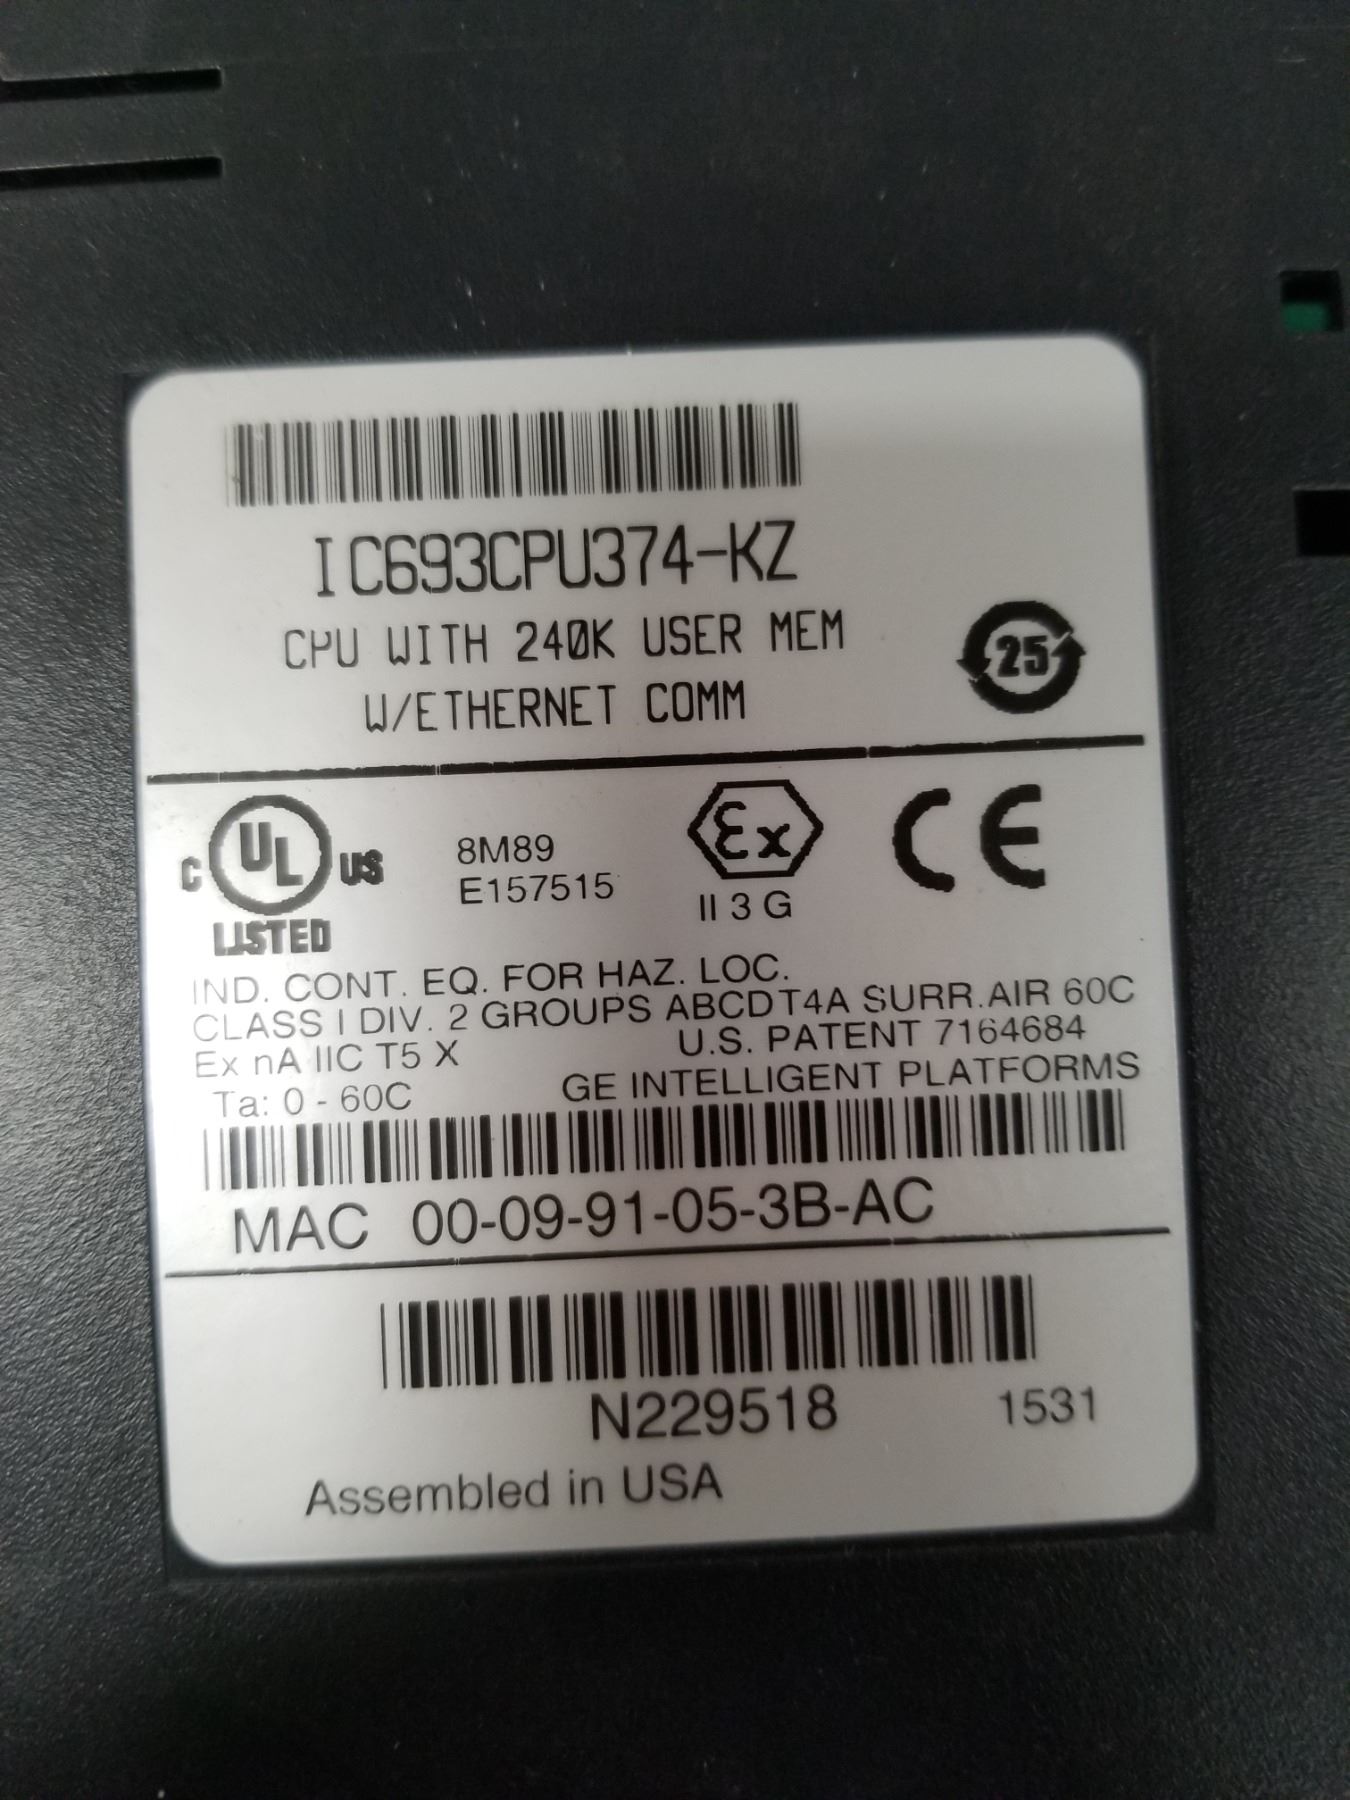 IC693CPU374-KZ
CPU WITH 240K USER MEM
W/ETHERNET COMM
25
C UL US
LISTED
8M89
E157515
Ex
II 3 G
CE
IND. CONT. EQ. FOR HAZ. LOC.
CLASS I DIV. 2 GROUPS ABCD T4A SURR.AIR 60C
Ex nA IIC T5 X U.S. PATENT 7164684
Ta: 0 - 60C GE INTELLIGENT PLATFORMS
MAC 00-09-91-05-3B-AC
N229518 1531
Assembled in USA